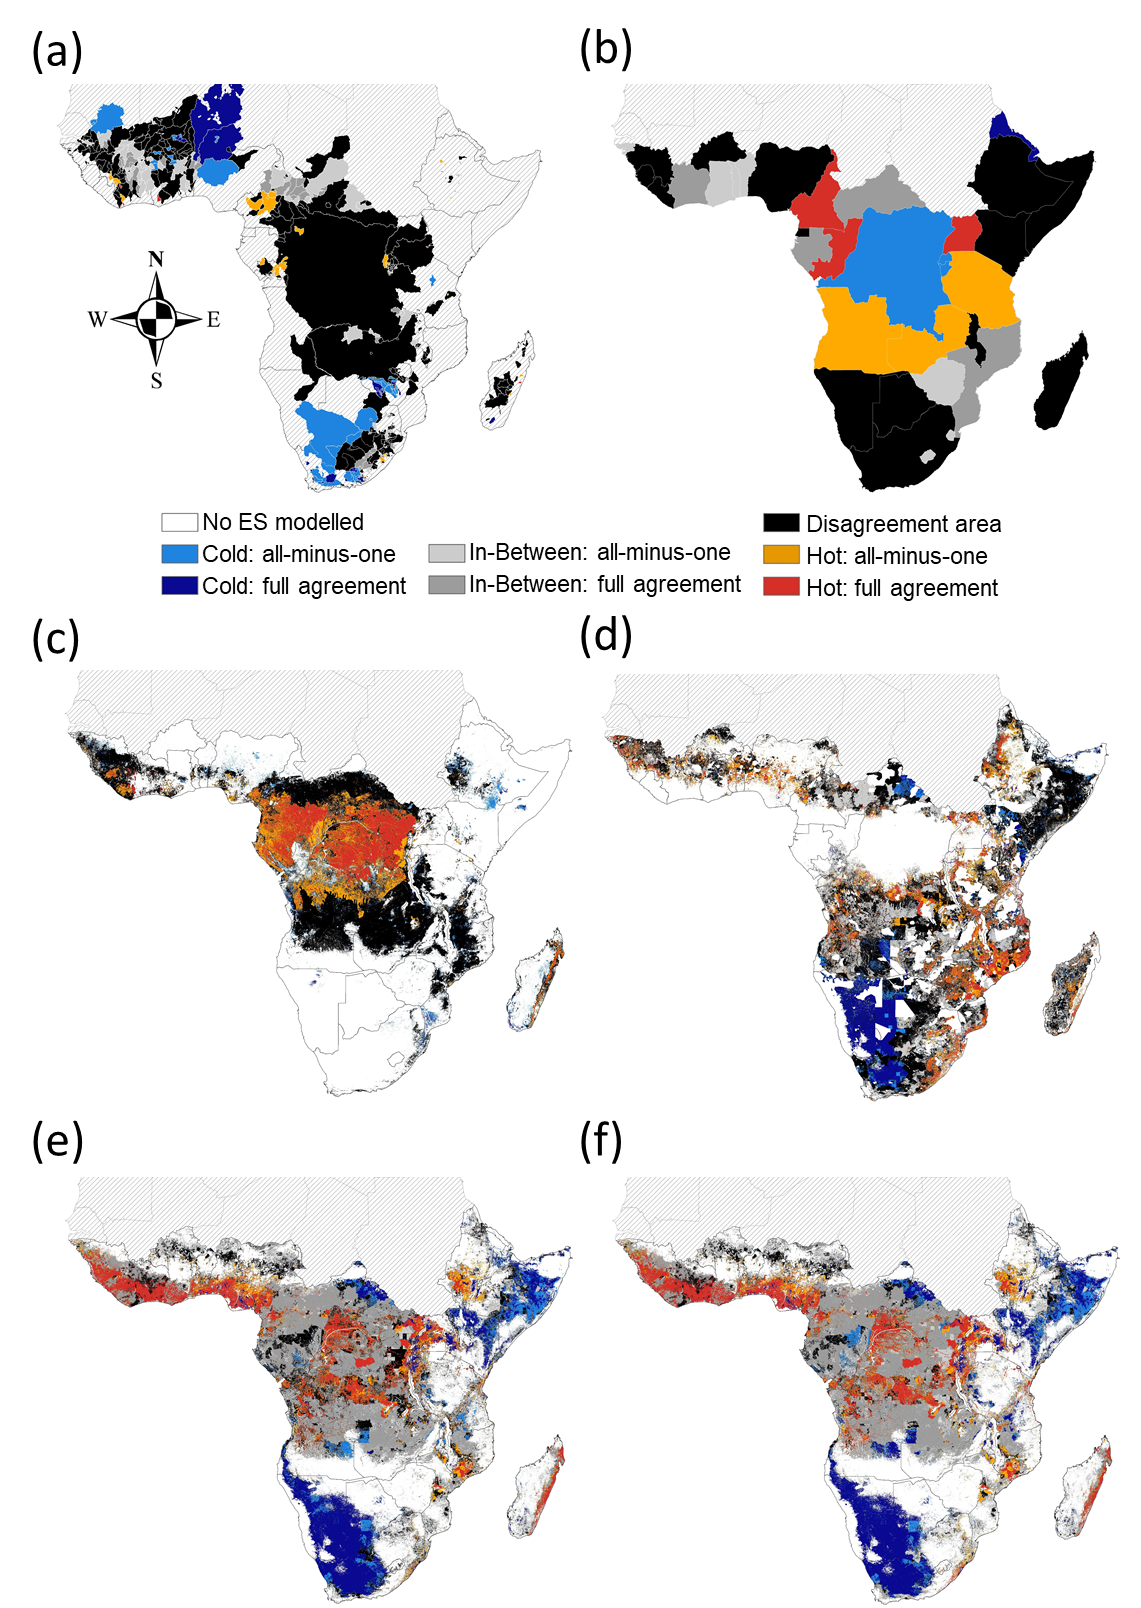 (a)
(b)
N
W
E
S
No ES modelled
Disagreement area
Cold: all-minus-one
In-Between: all-minus-one
Hot: all-minus-one
Cold: full agreement
In-Between: full agreement
Hot: full agreement
(c)
(d)
(e)
(f)